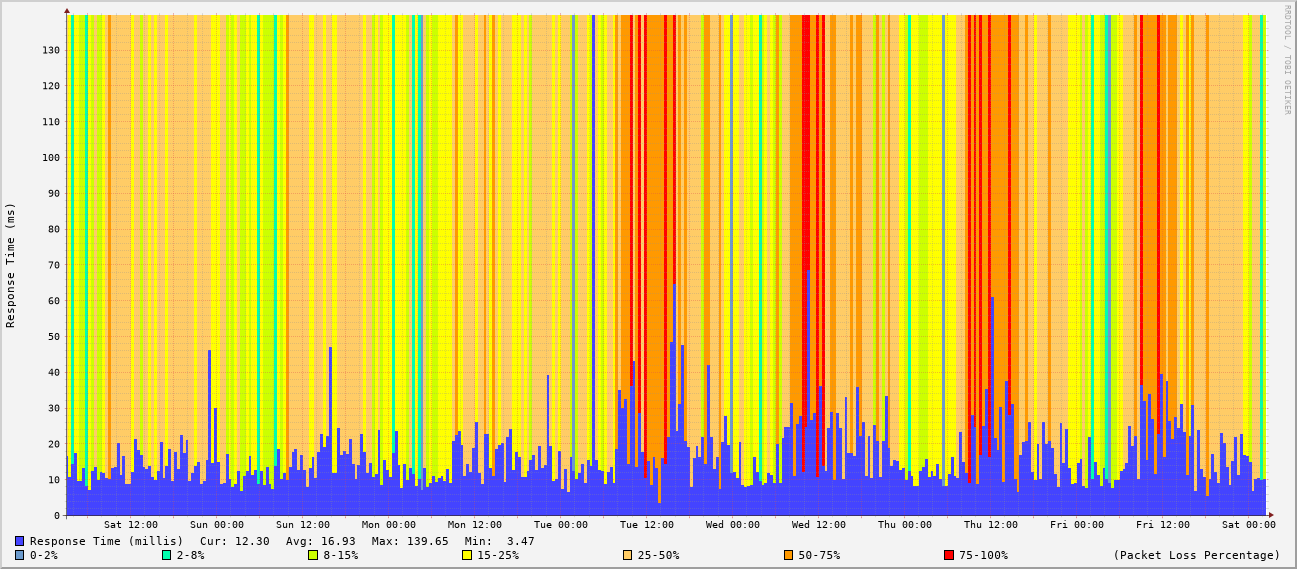 RRDTOOL / TOBI OETIKER
Response Time (ms)
130
120
110
100
90
80
70
60
50
40
30
20
10
0
Sat 12:00 Sun 00:00 Sun 12:00 Mon 00:00 Mon 12:00 Tue 00:00 Tue 12:00 Wed 00:00 Wed 12:00 Thu 00:00 Thu 12:00 Fri 00:00 Fri 12:00 Sat 00:00
Response Time (millis) Cur: 12.30 Avg: 16.93 Max: 139.65 Min: 3.47
0-2% 2-8% 8-15% 15-25% 25-50% 50-75% 75-100% (Packet Loss Percentage)